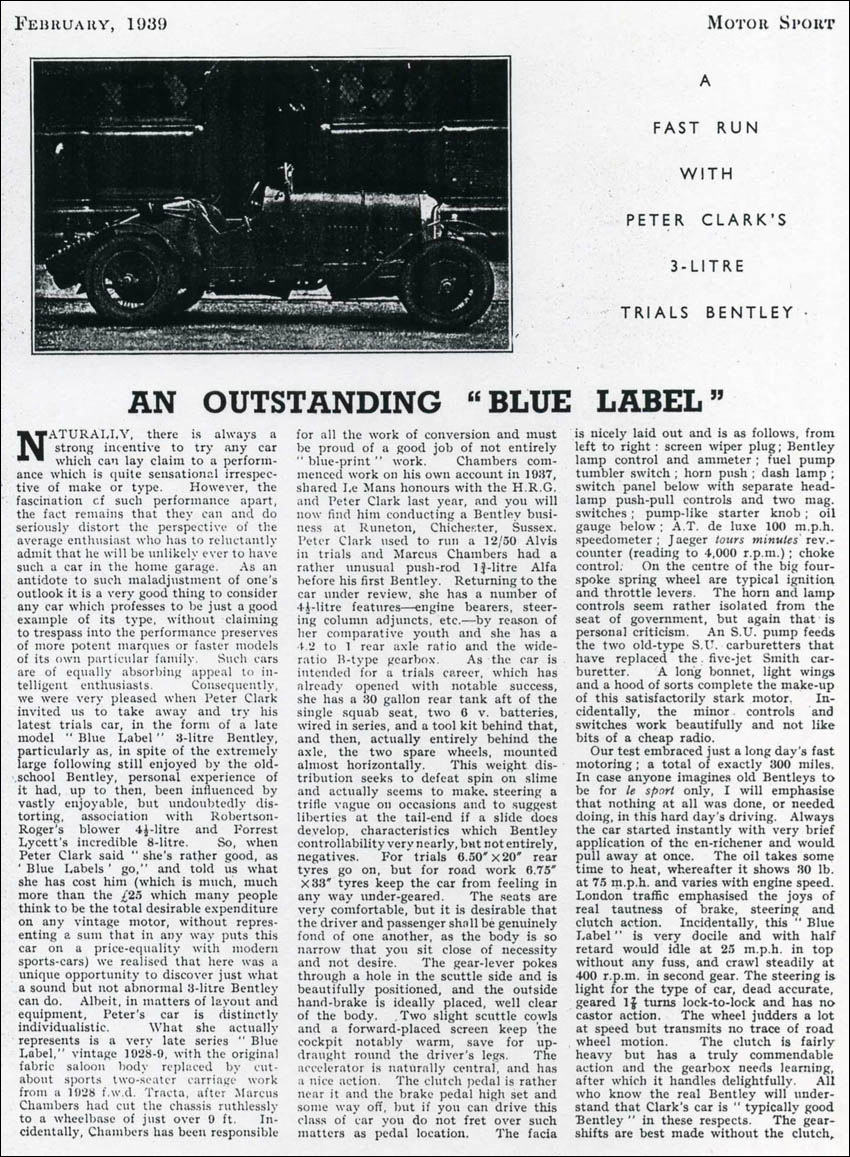 FEBRUARY, 1939
MOTOR SPORT
A
FAST RUN
WITH
PETER CLARK'S
3-LITRE
TRIALS BENTLEY
AN OUTSTANDING "BLUE LABEL"
NATURALLY, there is always a
strong incentive to try any car
which can lay claim to a perform-
ance which is quite sensational irrespec-
tive of make or type. However, the
fascination of such performance apart,
the fact remains that they can and do
seriously distort the perspective of the
average enthusiast who has to reluctantly
admit that he will be unlikely ever to have
such a car in the home garage. As an
antidote to such maladjustment of one's
outlook it is a very good thing to consider
any car which professes to be just a good
example of its type, without claiming
to trespass into the performance preserves
of more potent marques or faster models
of its own particular family. Such cars
are of equally absorbing appeal to in-
telligent enthusiasts. Consequently,
we were very pleased when Peter Clark
invited us to take away and try his
latest trials car, in the form of a late
model "Blue Label" 3-litre Bentley,
particularly as, in spite of the extremely
large following still enjoyed by the old-
school Bentley, personal experience of
it had, up to then, been influenced by
vastly enjoyable, but undoubtedly dis-
torting, association with Robertson-
Roger's blower 4½-litre and Forrest
Lycett's incredible 8-litre. So, when
Peter Clark said "she's rather good, as
'Blue Labels' go," and told us what
she has cost him (which is much, much
more than the £25 which many people
think to be the total desirable expenditure
on any vintage motor, without repres-
enting a sum that in any way puts this
car on a price-equality with modern
sports-cars) we realised that here was a
unique opportunity to discover just what
a sound but not abnormal 3-litre Bentley
can do. Albeit, in matters of layout and
equipment, Peter's car is distinctly
individualistic. What she actually
represents is a very late series "Blue
Label," vintage 1928-9, with the original
fabric saloon body replaced by cut-
about sports two-seater carriage work
from a 1928 f.w.d. Tracta, after Marcus
Chambers had cut the chassis ruthlessly
to a wheelbase of just over 9 ft. In-
cidentally, Chambers has been responsible
for all the work of conversion and must
be proud of a good job of not entirely
"blue-print" work. Chambers com-
menced work on his own account in 1937,
shared Le Mans honours with the H.R.G.
and Peter Clark last year, and you will
now find him conducting a Bentley busi-
ness at Runcton, Chichester, Sussex.
Peter Clark used to run a 12/50 Alvis
in trials and Marcus Chambers had a
rather unusual push-rod 1¾-litre Alfa
before his first Bentley. Returning to the
car under review, she has a number of
4½-litre features—engine bearers, steer-
ing column adjuncts, etc.—by reason of
her comparative youth and she has a
4.2 to 1 rear axle ratio and the wide-
ratio B-type gearbox. As the car is
intended for a trials career, which has
already opened with notable success,
she has a 30 gallon rear tank aft of the
single squab seat, two 6 v. batteries,
wired in series, and a tool kit behind that,
and then, actually entirely behind the
axle, the two spare wheels, mounted
almost horizontally. This weight dis-
tribution seeks to defeat spin on slime
and actually seems to make steering a
trifle vague on occasions and to suggest
liberties at the tail-end if a slide does
develop, characteristics which Bentley
controllability very nearly, but not entirely,
negatives. For trials 6.50"×20" rear
tyres go on, but for road work 6.75"
×33" tyres keep the car from feeling in
any way under-geared. The seats are
very comfortable, but it is desirable that
the driver and passenger shall be genuinely
fond of one another, as the body is so
narrow that you sit close of necessity
and not desire. The gear-lever pokes
through a hole in the scuttle side and is
beautifully positioned, and the outside
hand-brake is ideally placed, well clear
of the body. Two slight scuttle cowls
and a forward-placed screen keep the
cockpit notably warm, save for up-
draught round the driver's legs. The
accelerator is naturally central, and has
a nice action. The clutch pedal is rather
near it and the brake pedal high set and
some way off, but if you can drive this
class of car you do not fret over such
matters as pedal location. The facia
is nicely laid out and is as follows, from
left to right: screen wiper plug; Bentley
lamp control and ammeter; fuel pump
tumbler switch; horn push; dash lamp;
switch panel below with separate head-
lamp push-pull controls and two mag.
switches; pump-like starter knob; oil
gauge below; A.T. de luxe 100 m.p.h.
speedometer; Jaeger tours minutes rev.-
counter (reading to 4,000 r.p.m.); choke
control. On the centre of the big four-
spoke spring wheel are typical ignition
and throttle levers. The horn and lamp
controls seem rather isolated from the
seat of government, but again that is
personal criticism. An S.U. pump feeds
the two old-type S.U. carburetters that
have replaced the five-jet Smith car-
buretter. A long bonnet, light wings
and a hood of sorts complete the make-up
of this satisfactorily stark motor. In-
cidentally, the minor controls and
switches work beautifully and not like
bits of a cheap radio.
Our test embraced just a long day's fast
motoring; a total of exactly 300 miles.
In case anyone imagines old Bentleys to
be for le sport only, I will emphasise
that nothing at all was done, or needed
doing, in this hard day's driving. Always
the car started instantly with very brief
application of the en-richener and would
pull away at once. The oil takes some
time to heat, whereafter it shows 30 lb.
at 75 m.p.h. and varies with engine speed.
London traffic emphasised the joys of
real tautness of brake, steering and
clutch action. Incidentally, this "Blue
Label" is very docile and with half
retard would idle at 25 m.p.h. in top
without any fuss, and crawl steadily at
400 r.p.m. in second gear. The steering is
light for the type of car, dead accurate,
geared 1⅞ turns lock-to-lock and has no
castor action. The wheel judders a lot
at speed but transmits no trace of road
wheel motion. The clutch is fairly
heavy but has a truly commendable
action and the gearbox needs learning,
after which it handles delightfully. All
who know the real Bentley will under-
stand that Clark's car is "typically good
Bentley" in these respects. The gear-
shifts are best made without the clutch,